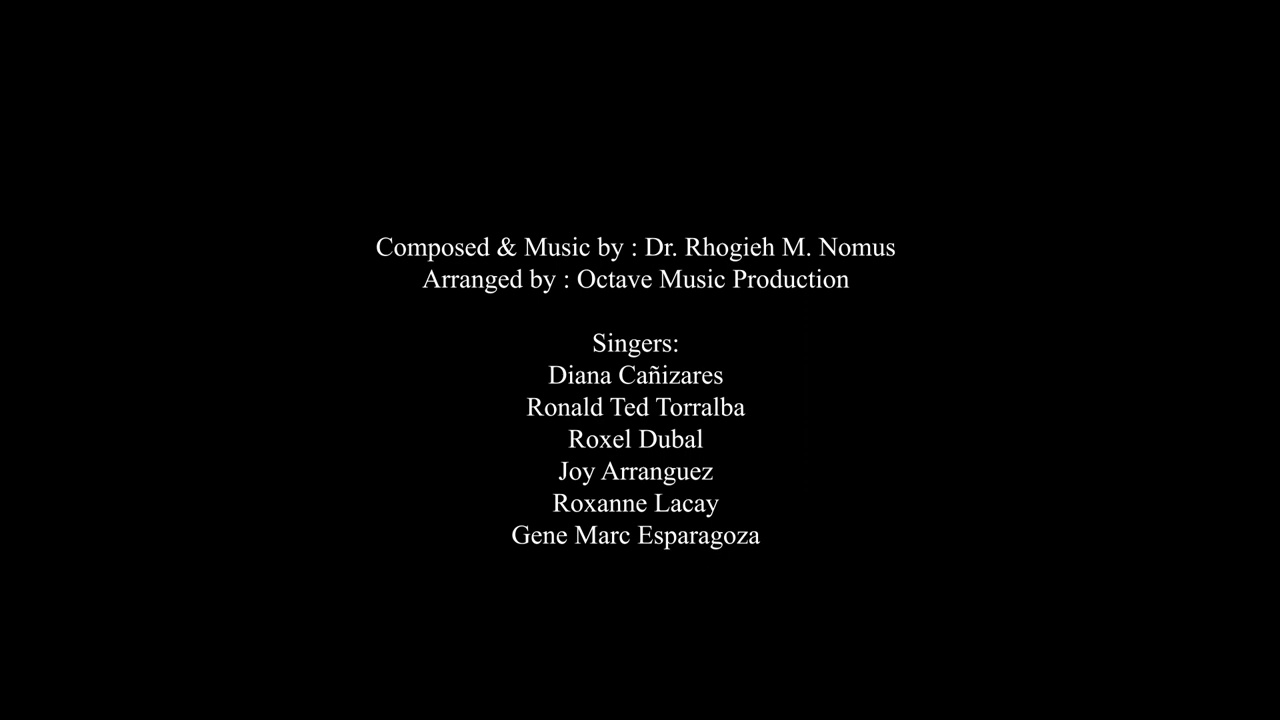 Composed & Music by : Dr. Rhogieh M. Nomus
Arranged by : Octave Music Production
Singers:
Diana Cañizares
Ronald Ted Torralba
Roxel Dubal
Joy Arranguez
Roxanne Lacay
Gene Marc Esparagoza